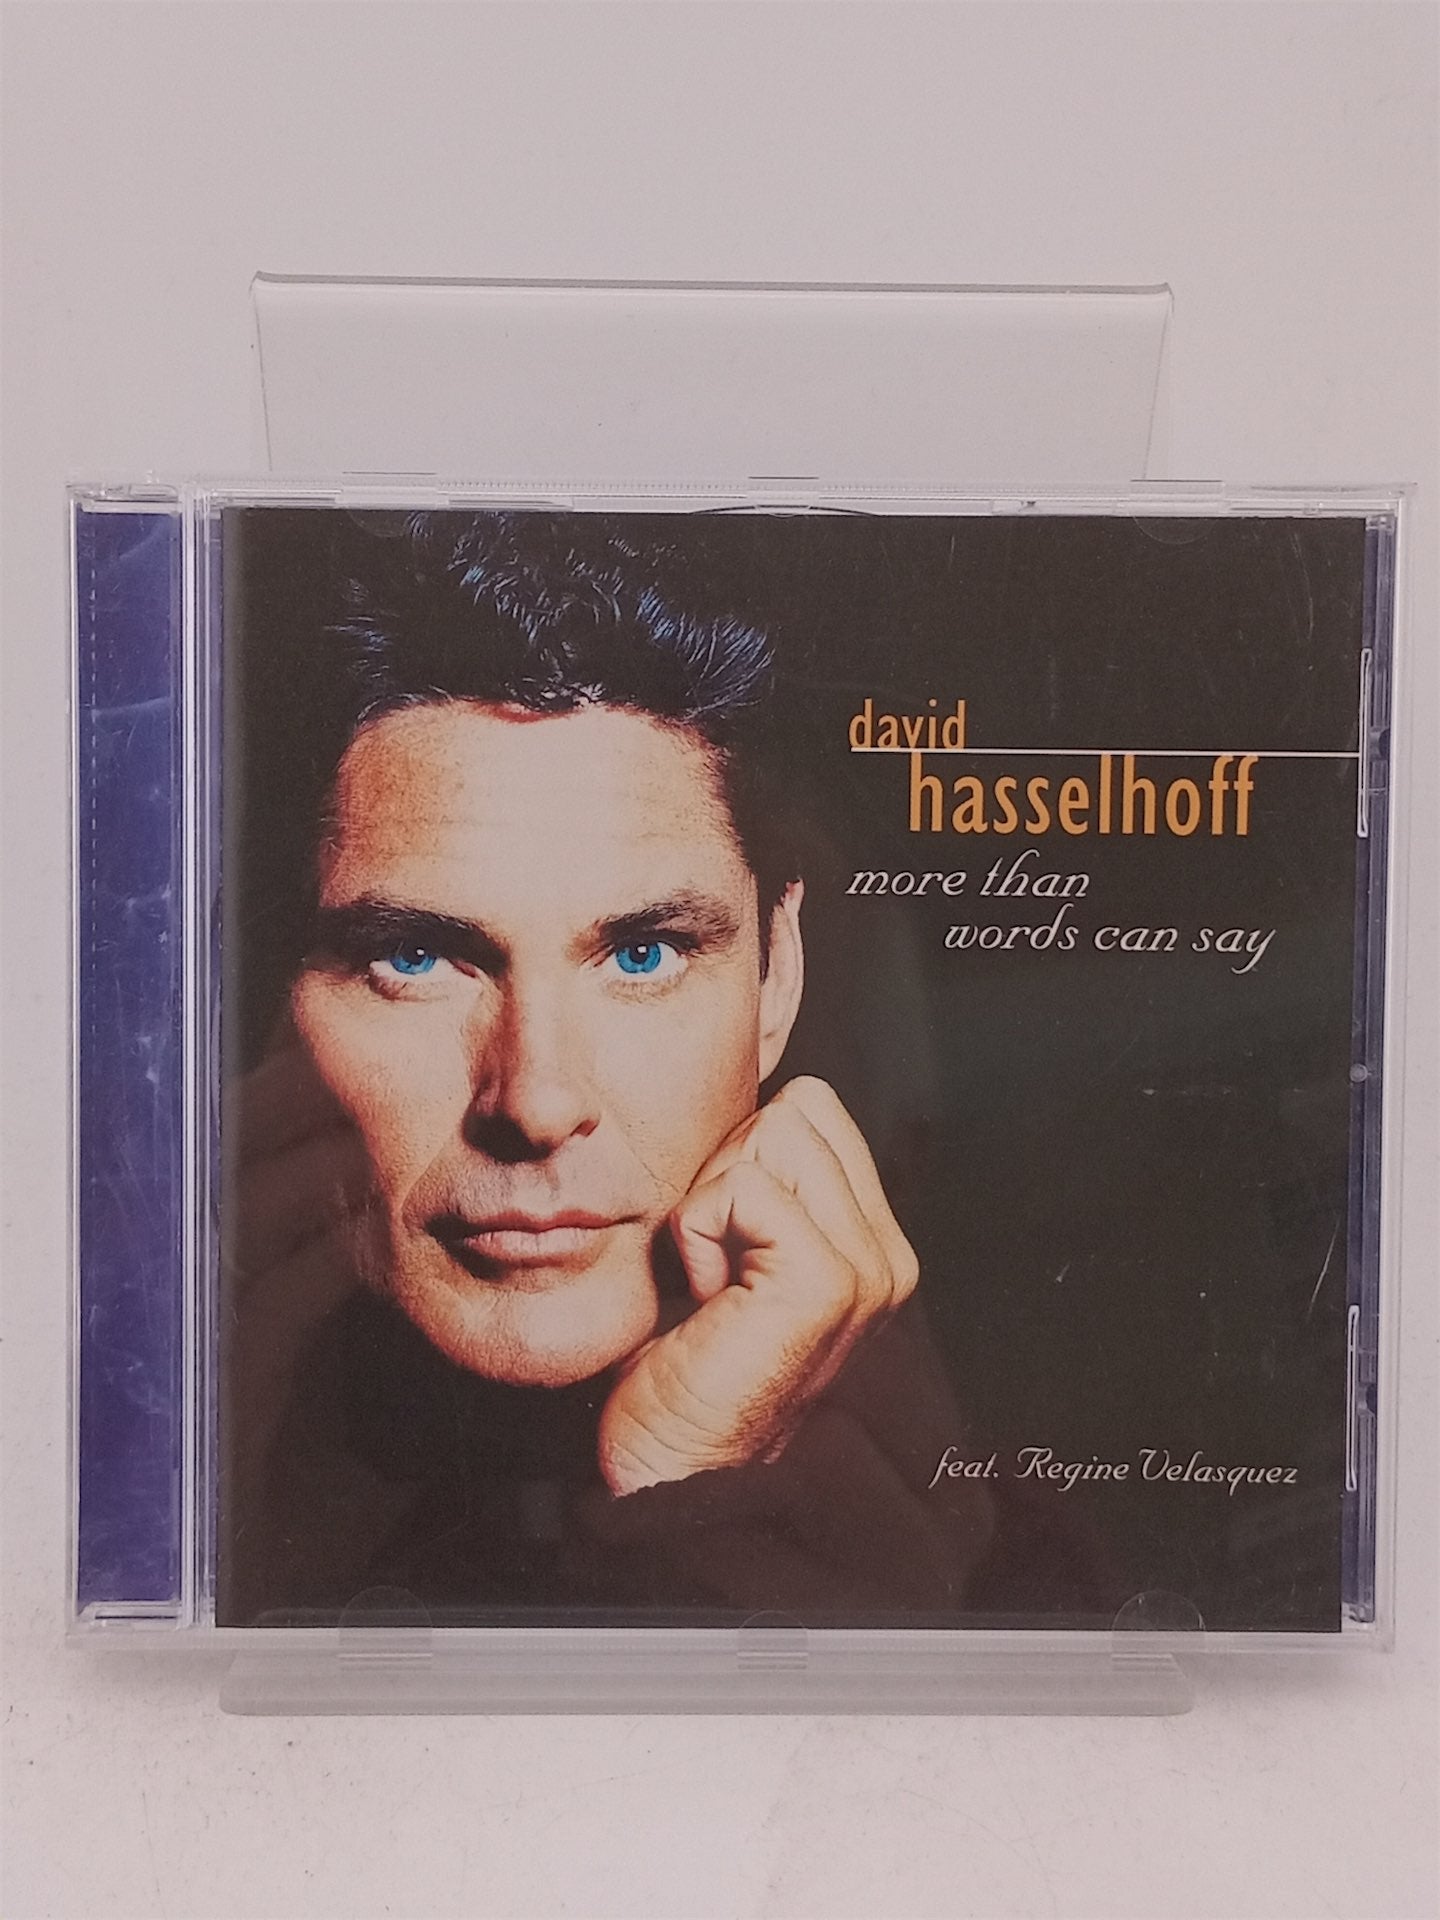 david
hasselhoff
more than
words can say
feat. Regine Velasquez